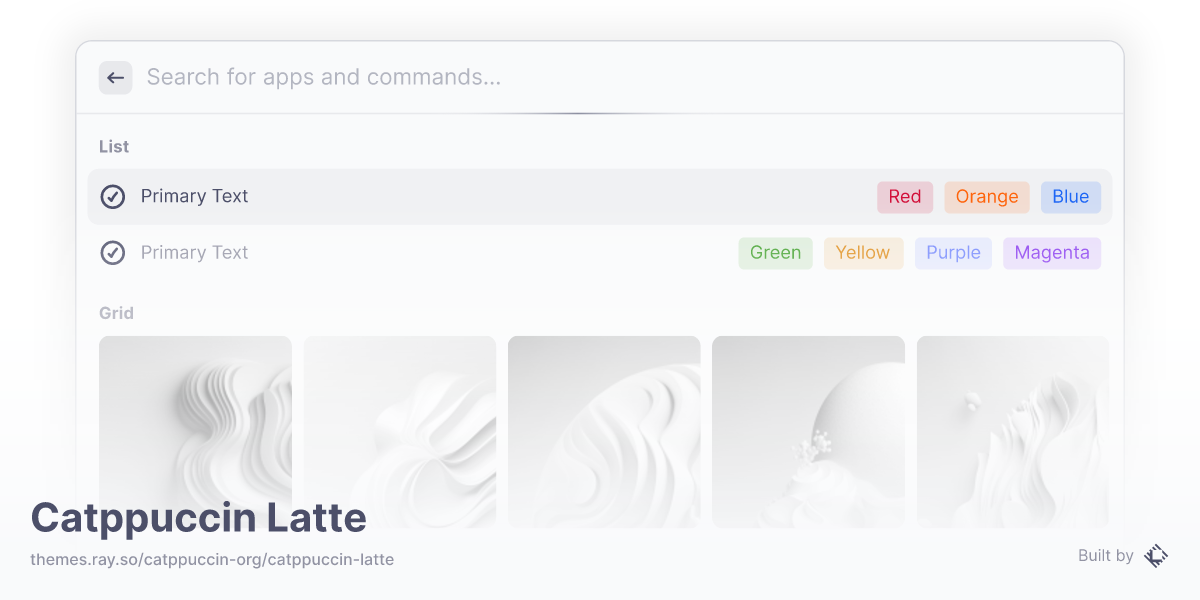 Search for apps and commands...
List
Primary Text Red Orange Blue
Primary Text Green Yellow Purple Magenta
Grid
Catppuccin Latte
themes.ray.so/catppuccin-org/catppuccin-latte
Built by